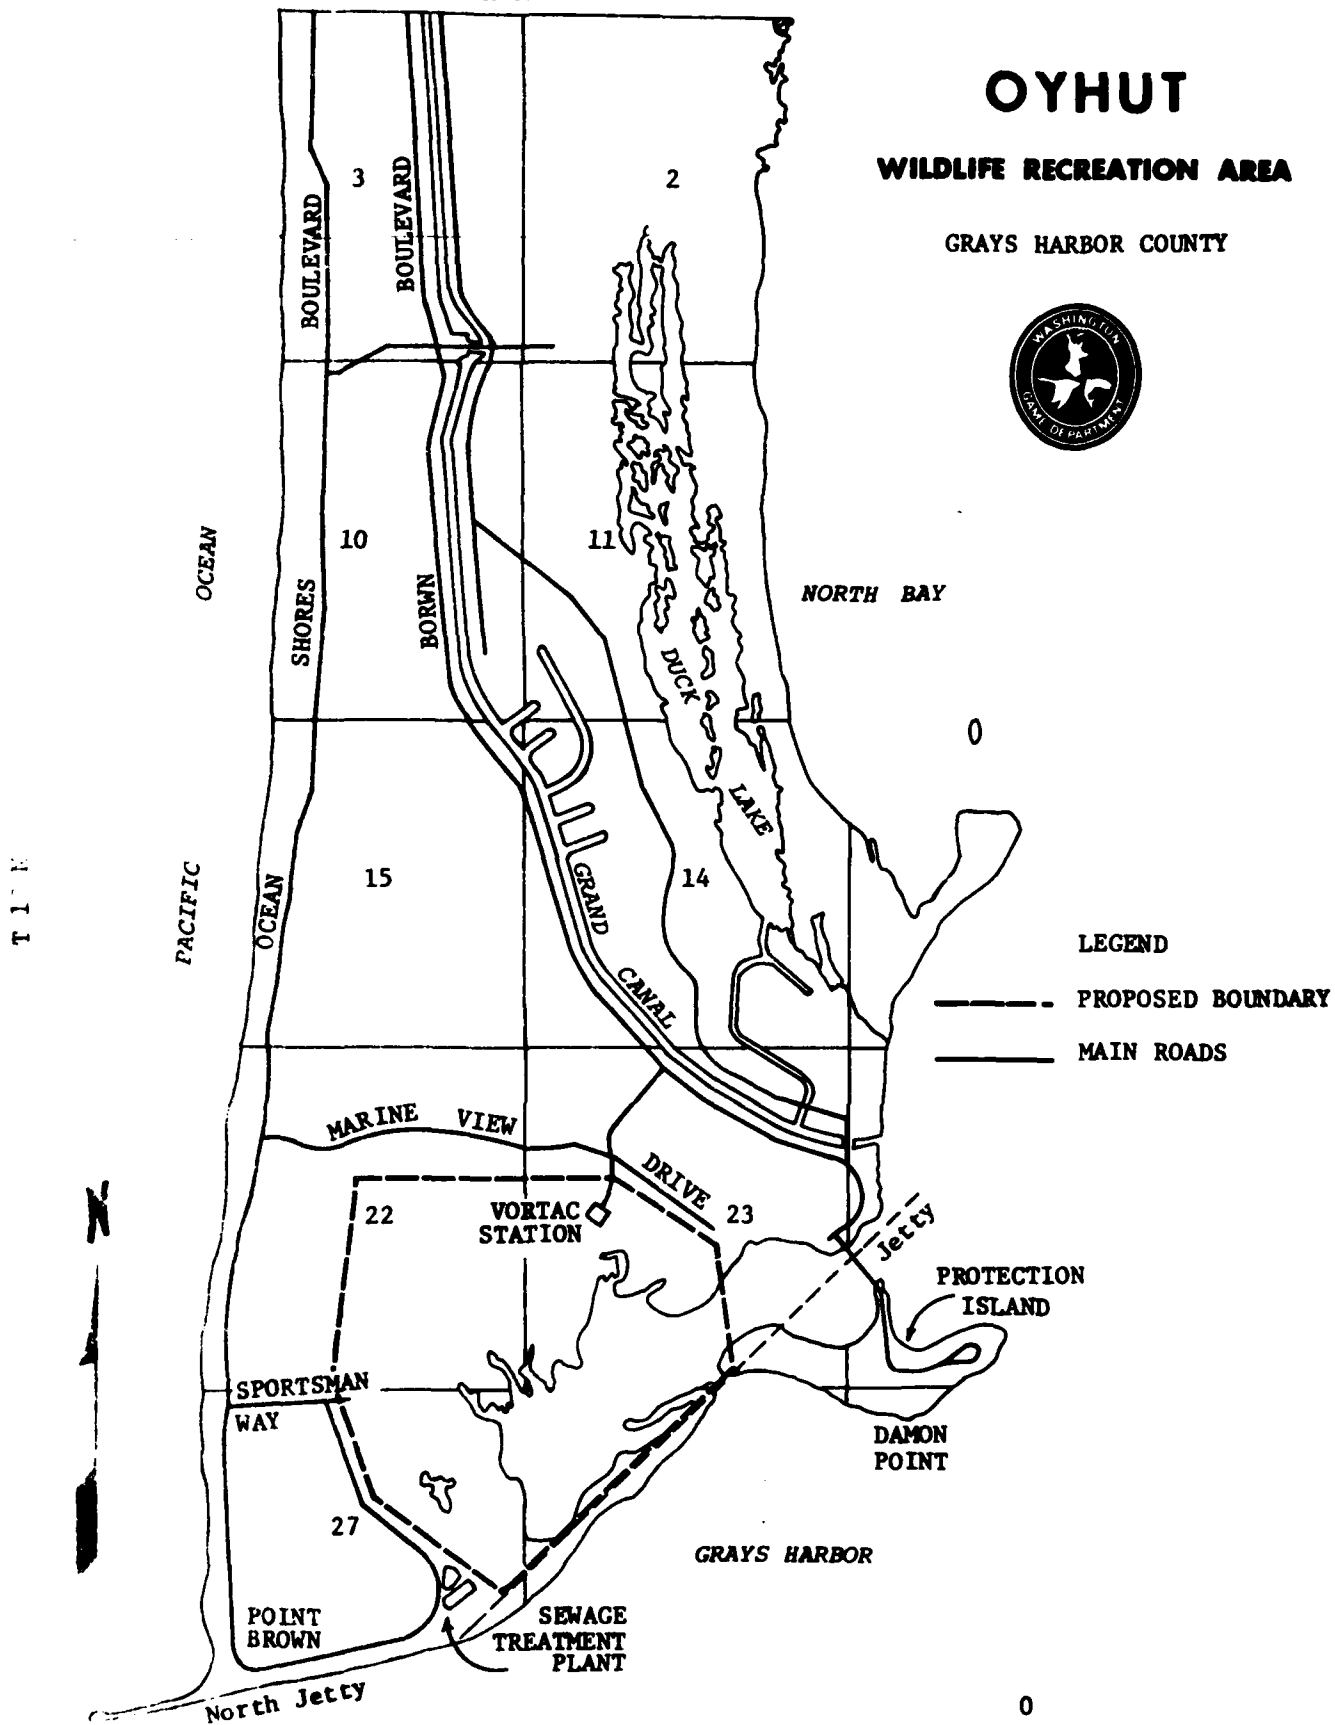 OYHUT
WILDLIFE RECREATION AREA
GRAYS HARBOR COUNTY
WASHINGTON
GAME DEPARTMENT
3
2
BOULEVARD
BOULEVARD
10
11
OCEAN
SHORES
BORWN
NORTH BAY
DUCK
LAKE
0
15
14
PACIFIC
OCEAN
GRAND
CANAL
LEGEND
PROPOSED BOUNDARY
MAIN ROADS
MARINE VIEW
DRIVE
22
VORTAC
STATION
23
Jetty
PROTECTION
ISLAND
SPORTSMAN
WAY
DAMON
POINT
27
GRAYS HARBOR
POINT
BROWN
SEWAGE
TREATMENT
PLANT
North Jetty
N
0